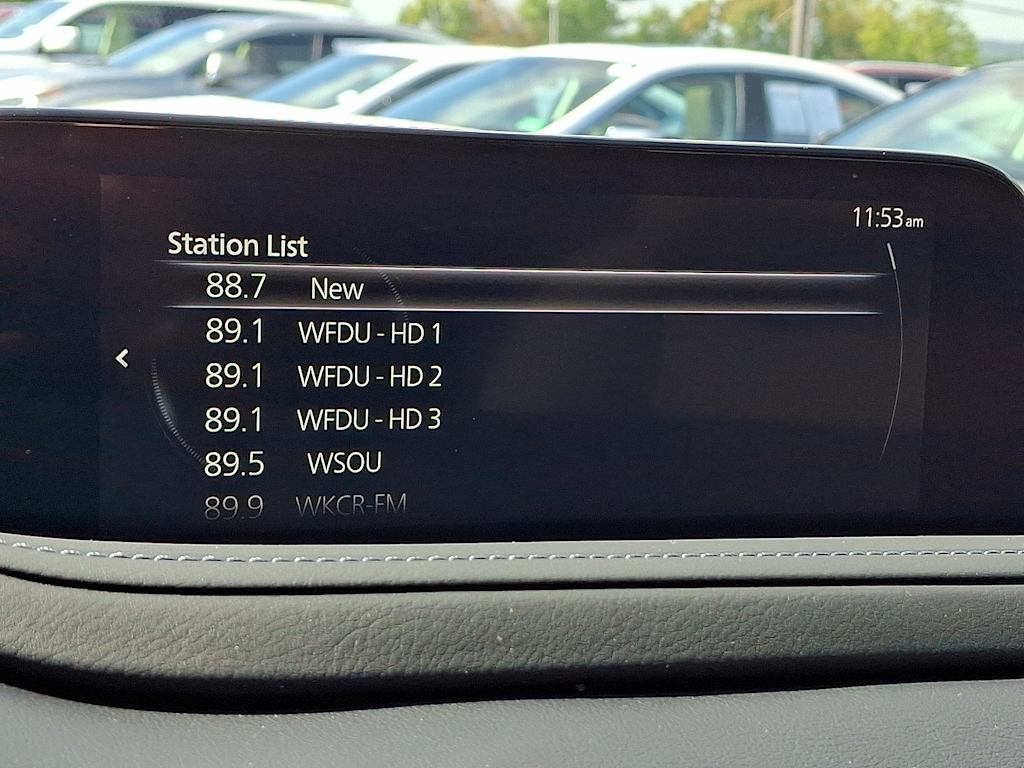 11:53am
Station List
88.7 New
89.1 WFDU - HD 1
89.1 WFDU - HD 2
89.1 WFDU - HD 3
89.5 WSOU
89.9 WKCR-FM